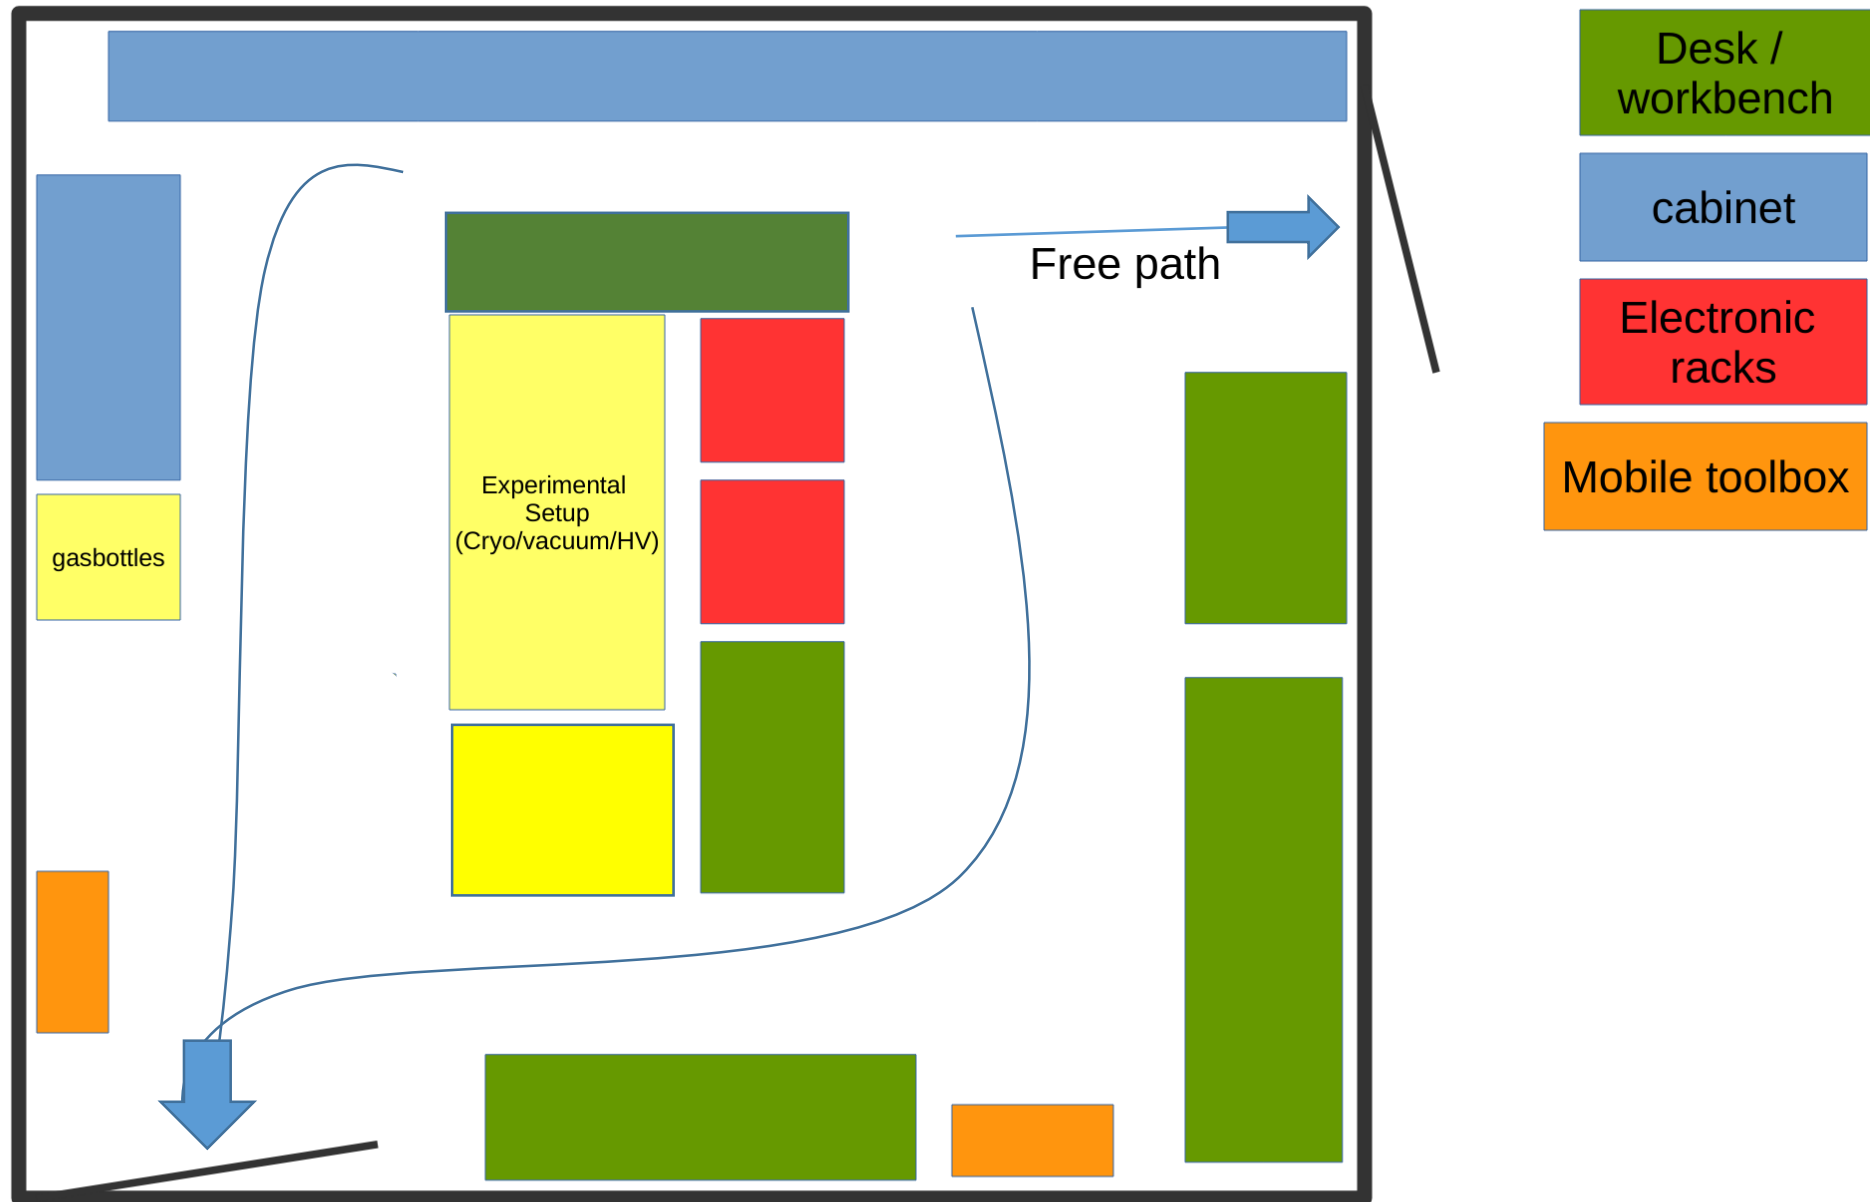 Desk /
workbench
cabinet
Free path
Electronic
racks
Mobile toolbox
Experimental
Setup
(Cryo/vacuum/HV)
gasbottles